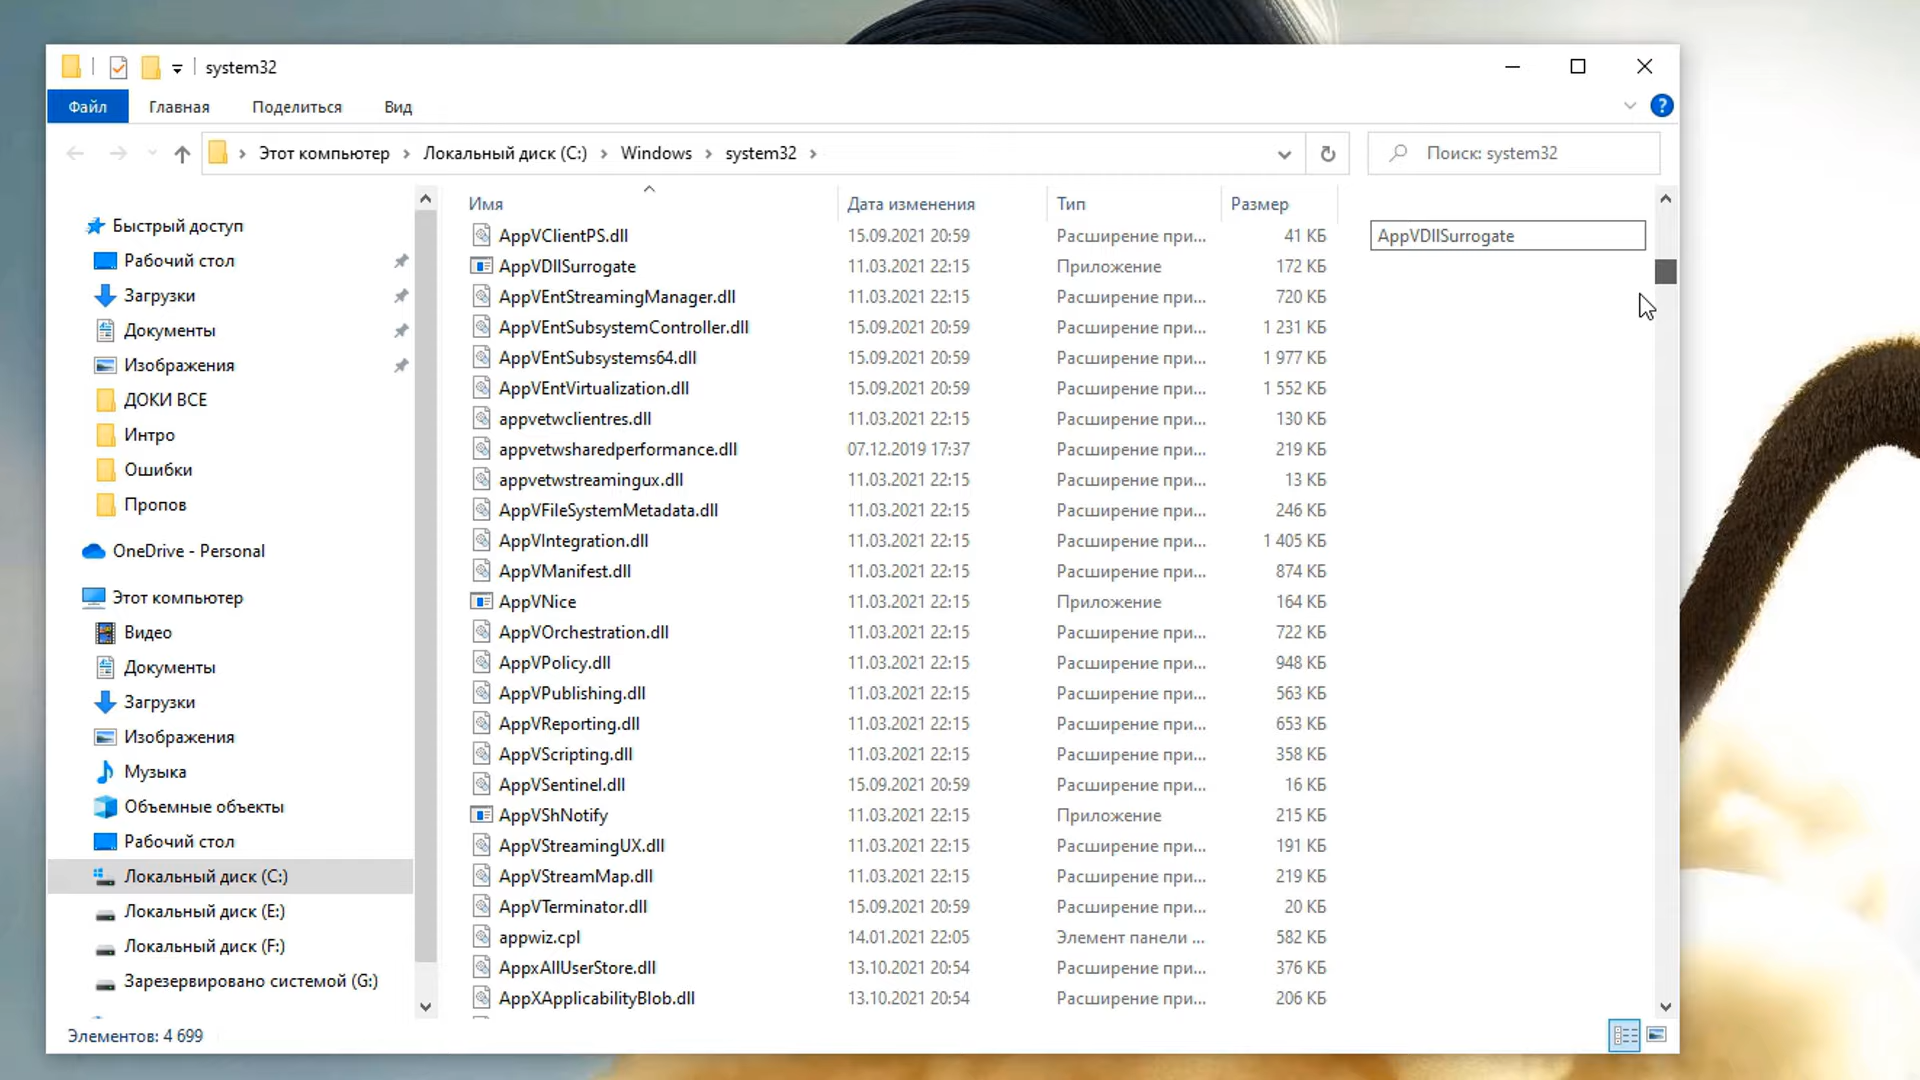 system32
Файл Главная Поделиться Вид
Этот компьютер Локальный диск (C:) Windows system32
Поиск: system32
Быстрый доступ
Рабочий стол
Загрузки
Документы
Изображения
ДОКИ ВСЕ
Интро
Ошибки
Пропов
OneDrive - Personal
Этот компьютер
Видео
Документы
Загрузки
Изображения
Музыка
Объемные объекты
Рабочий стол
Локальный диск (C:)
Локальный диск (E:)
Локальный диск (F:)
Зарезервировано системой (G:)
Имя Дата изменения Тип Размер
AppVClientPS.dll 15.09.2021 20:59 Расширение при... 41 КБ
AppVDllSurrogate 11.03.2021 22:15 Приложение 172 КБ
AppVEntStreamingManager.dll 11.03.2021 22:15 Расширение при... 720 КБ
AppVEntSubsystemController.dll 15.09.2021 20:59 Расширение при... 1 231 КБ
AppVEntSubsystems64.dll 15.09.2021 20:59 Расширение при... 1 977 КБ
AppVEntVirtualization.dll 15.09.2021 20:59 Расширение при... 1 552 КБ
appvetwclientres.dll 11.03.2021 22:15 Расширение при... 130 КБ
appvetwsharedperformance.dll 07.12.2019 17:37 Расширение при... 219 КБ
appvetwstreamingux.dll 11.03.2021 22:15 Расширение при... 13 КБ
AppVFileSystemMetadata.dll 11.03.2021 22:15 Расширение при... 246 КБ
AppVIntegration.dll 11.03.2021 22:15 Расширение при... 1 405 КБ
AppVManifest.dll 11.03.2021 22:15 Расширение при... 874 КБ
AppVNice 11.03.2021 22:15 Приложение 164 КБ
AppVOrchestration.dll 11.03.2021 22:15 Расширение при... 722 КБ
AppVPolicy.dll 11.03.2021 22:15 Расширение при... 948 КБ
AppVPublishing.dll 11.03.2021 22:15 Расширение при... 563 КБ
AppVReporting.dll 11.03.2021 22:15 Расширение при... 653 КБ
AppVScripting.dll 11.03.2021 22:15 Расширение при... 358 КБ
AppVSentinel.dll 15.09.2021 20:59 Расширение при... 16 КБ
AppVShNotify 11.03.2021 22:15 Приложение 215 КБ
AppVStreamingUX.dll 11.03.2021 22:15 Расширение при... 191 КБ
AppVStreamMap.dll 11.03.2021 22:15 Расширение при... 219 КБ
AppVTerminator.dll 15.09.2021 20:59 Расширение при... 20 КБ
appwiz.cpl 14.01.2021 22:05 Элемент панели ... 582 КБ
AppxAllUserStore.dll 13.10.2021 20:54 Расширение при... 376 КБ
AppXApplicabilityBlob.dll 13.10.2021 20:54 Расширение при... 206 КБ
AppVDllSurrogate
Элементов: 4 699